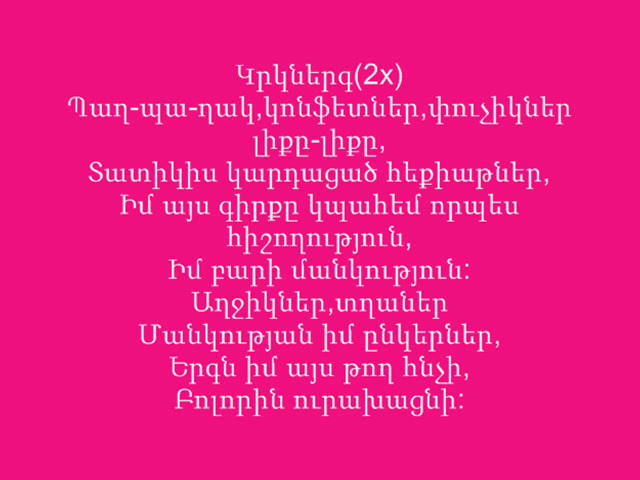 Կրկներգ(2x)
Պաղ-պա-ղակ,կոնֆետներ,փուչիկներ
լիքը-լիքը,
Տատիկիս կարդացած հեքիաթներ,
Իմ այս գիրքը կպահեմ որպես
հիշողություն,
Իմ բարի մանկություն:
Աղջիկներ,տղաներ
Մանկության իմ ընկերներ,
Երգն իմ այս թող հնչի,
Բոլորին ուրախացնի: